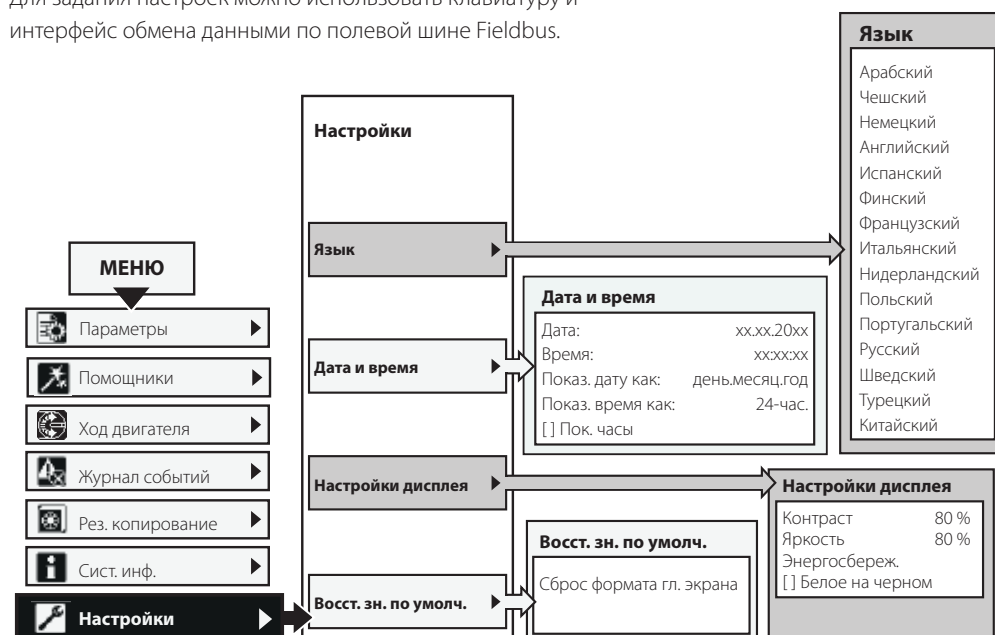 Для задания настроек можно использовать клавиатуру и
интерфейс обмена данными по полевой шине Fieldbus.
МЕНЮ
Параметры
Помощники
Ход двигателя
Журнал событий
Рез. копирование
Сист. инф.
Настройки
Настройки
Язык
Дата и время
Настройки дисплея
Восст. зн. по умолч.
Язык
Арабский
Чешский
Немецкий
Английский
Испанский
Финский
Французский
Итальянский
Нидерландский
Польский
Португальский
Русский
Шведский
Турецкий
Китайский
Дата и время
Дата: xx.xx.20xx
Время: xx:xx:xx
Показ. дату как: день.месяц.год
Показ. время как: 24-час.
[ ] Пок. часы
Настройки дисплея
Контраст 80 %
Яркость 80 %
Энергосбереж.
[ ] Белое на черном
Восст. зн. по умолч.
Сброс формата гл. экрана